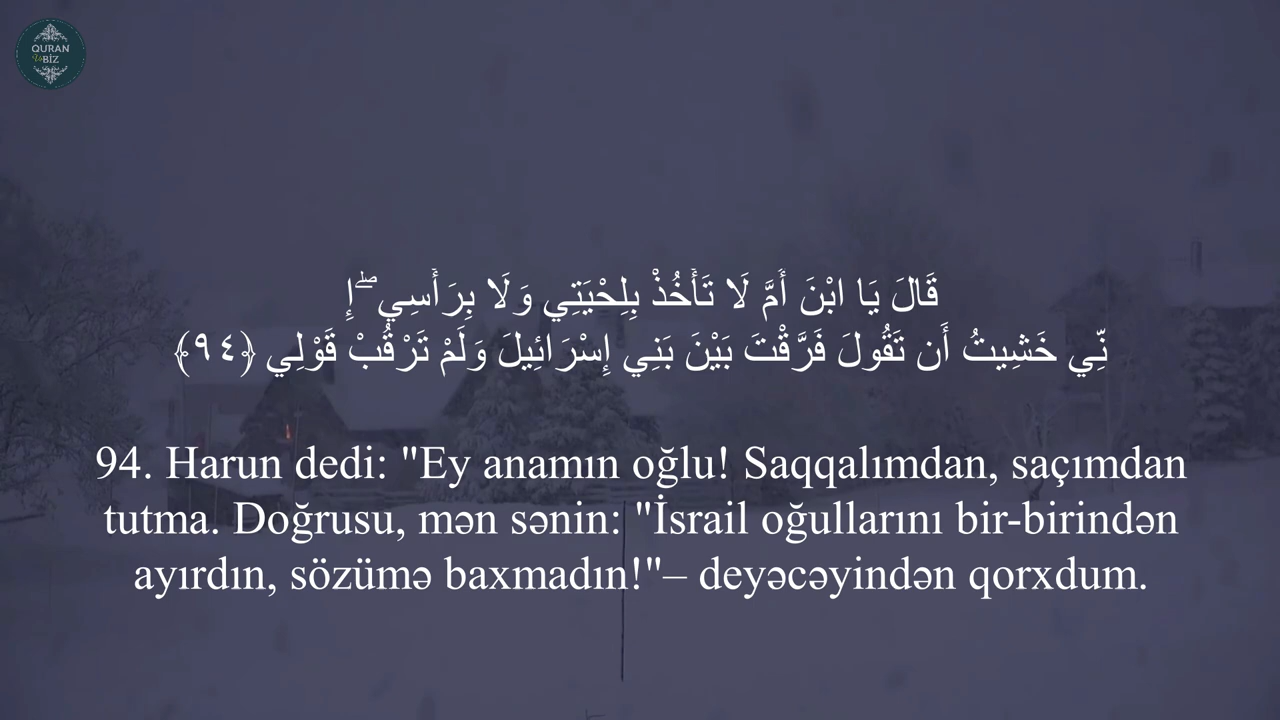 QURAN
Və BİZ
قَالَ يَا ابْنَ أُمَّ لَا تَأْخُذْ بِلِحْيَتِي وَلَا بِرَأْسِي ۖ إِ
نِّي خَشِيتُ أَن تَقُولَ فَرَّقْتَ بَيْنَ بَنِي إِسْرَائِيلَ وَلَمْ تَرْقُبْ قَوْلِي ﴿٩٤﴾
94. Harun dedi: "Ey anamın oğlu! Saqqalımdan, saçımdan
tutma. Doğrusu, mən sənin: "İsrail oğullarını bir-birindən
ayırdın, sözümə baxmadın!"– deyəcəyindən qorxdum.